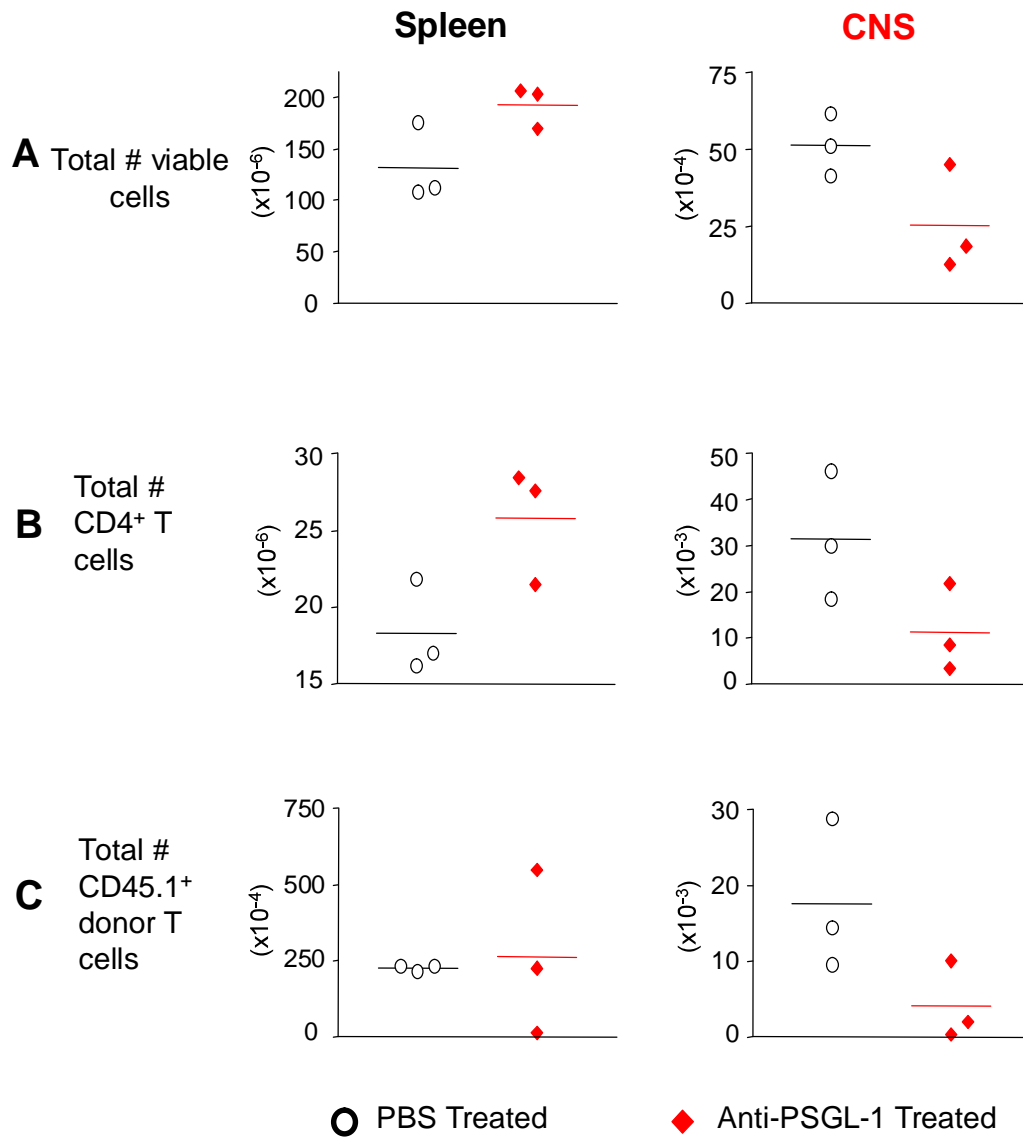 Spleen
CNS
A
Total # viable
cells
(x10-6)
200
150
100
50
0
(x10-4)
75
50
25
0
B
Total #
CD4+ T
cells
(x10-6)
30
25
20
15
(x10-3)
50
40
30
20
10
0
C
Total #
CD45.1+
donor T
cells
(x10-4)
750
500
250
0
(x10-3)
30
20
10
0
PBS Treated
Anti-PSGL-1 Treated